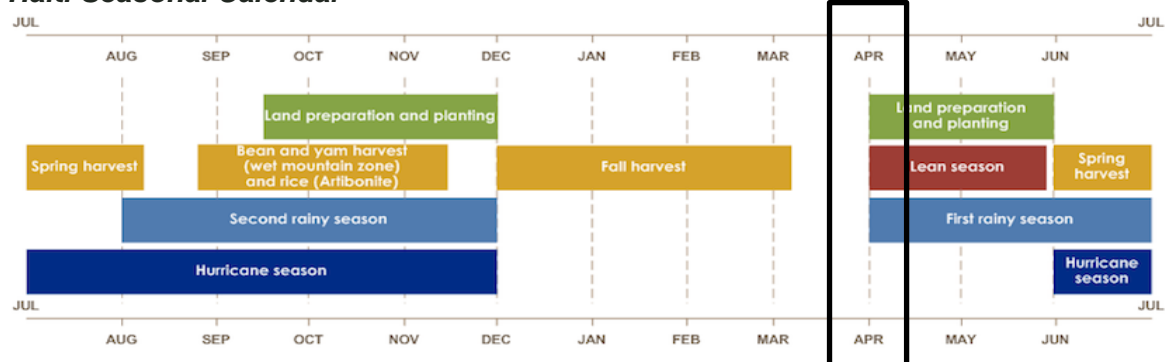 Haiti Seasonal Calendar
JUL JUL
AUG SEP OCT NOV DEC JAN FEB MAR APR MAY JUN
Land preparation and planting
Land preparation
and planting
Spring harvest
Bean and yam harvest
(wet mountain zone)
and rice (Artibonite)
Fall harvest
Lean season
Spring
harvest
Second rainy season
First rainy season
Hurricane season
Hurricane
season
JUL JUL
AUG SEP OCT NOV DEC JAN FEB MAR APR MAY JUN